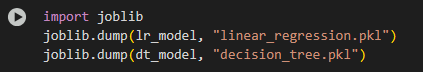 import joblib
joblib.dump(lr_model, "linear_regression.pkl")
joblib.dump(dt_model, "decision_tree.pkl")